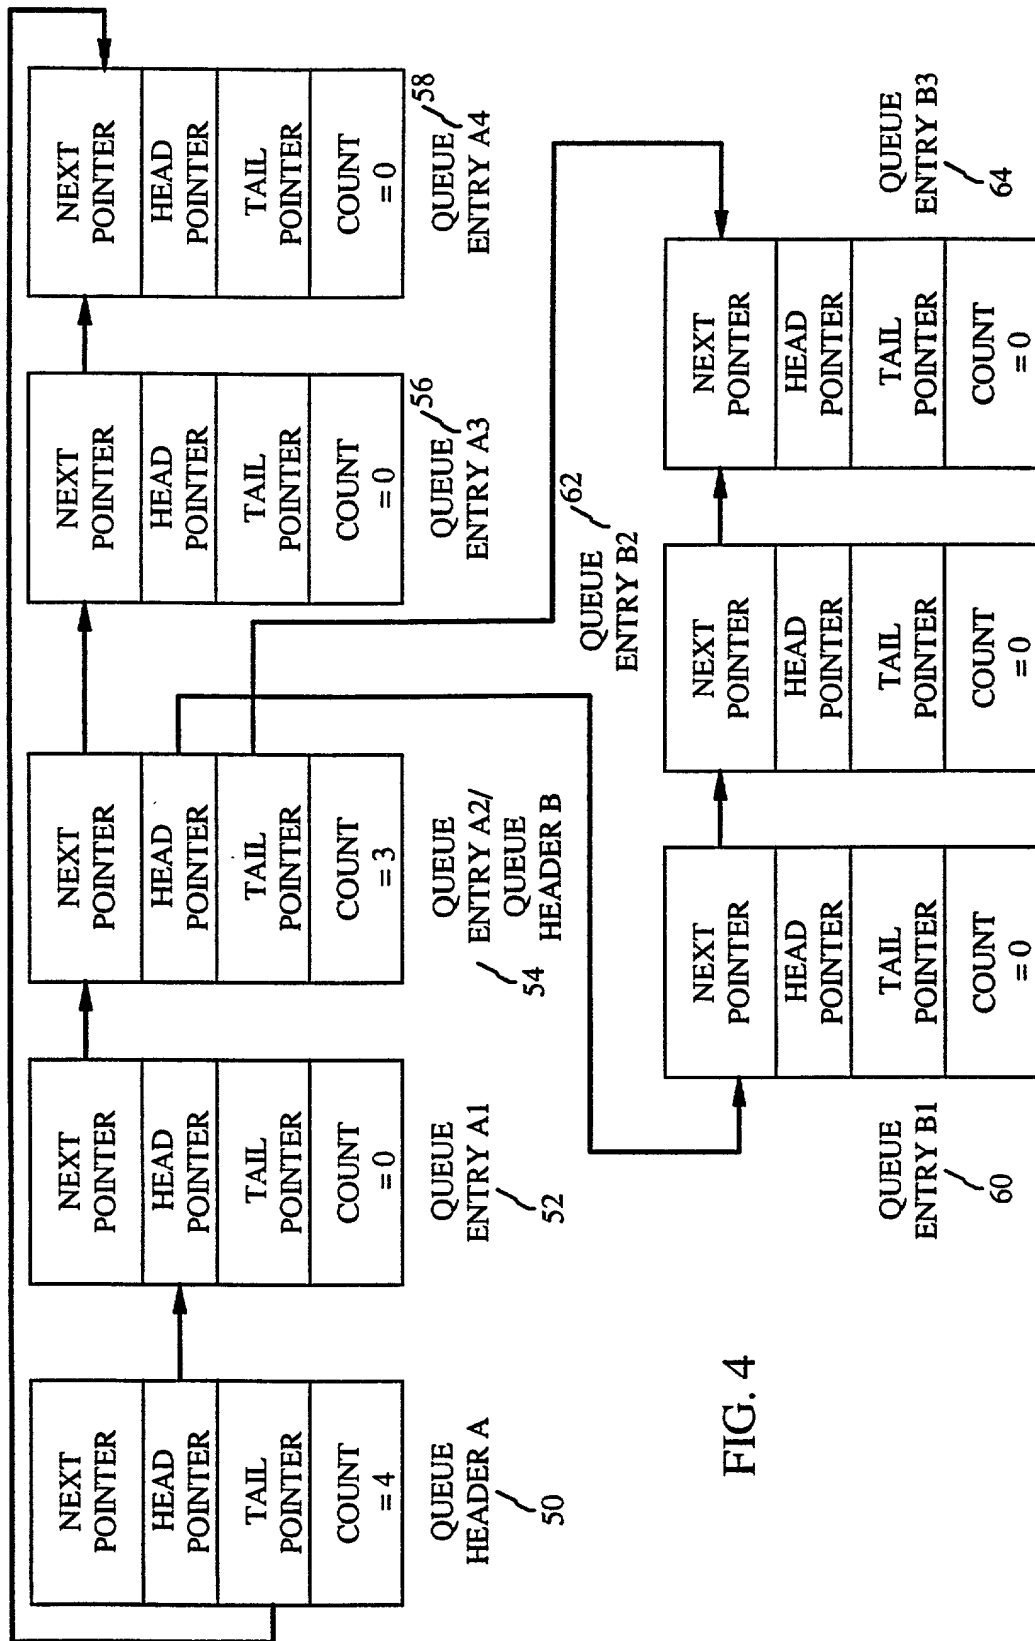 NEXT
POINTER
HEAD
POINTER
TAIL
POINTER
COUNT
= 4
QUEUE
HEADER A
50
NEXT
POINTER
HEAD
POINTER
TAIL
POINTER
COUNT
= 0
QUEUE
ENTRY A1
52
NEXT
POINTER
HEAD
POINTER
TAIL
POINTER
COUNT
= 3
QUEUE
ENTRY A2/
QUEUE
HEADER B
54
NEXT
POINTER
HEAD
POINTER
TAIL
POINTER
COUNT
= 0
QUEUE
ENTRY A3
56
NEXT
POINTER
HEAD
POINTER
TAIL
POINTER
COUNT
= 0
QUEUE
ENTRY A4
58
NEXT
POINTER
HEAD
POINTER
TAIL
POINTER
COUNT
= 0
QUEUE
ENTRY B1
60
QUEUE
ENTRY B2
62
NEXT
POINTER
HEAD
POINTER
TAIL
POINTER
COUNT
= 0
NEXT
POINTER
HEAD
POINTER
TAIL
POINTER
COUNT
= 0
QUEUE
ENTRY B3
64
FIG. 4